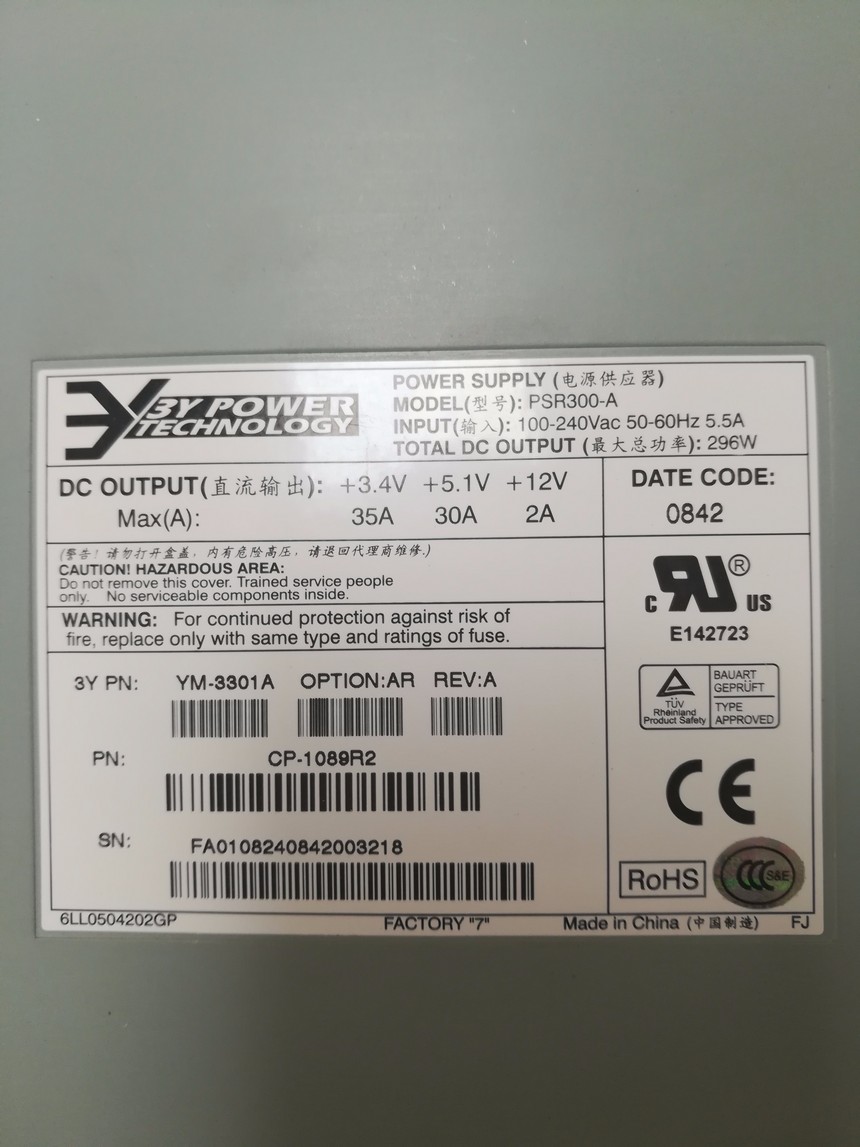 3Y POWER
TECHNOLOGY
POWER SUPPLY (电源供应器)
MODEL(型号): PSR300-A
INPUT(输入): 100-240Vac 50-60Hz 5.5A
TOTAL DC OUTPUT (最大总功率): 296W
DC OUTPUT(直流输出): +3.4V +5.1V +12V
Max(A): 35A 30A 2A
DATE CODE:
0842
(警告! 请勿打开盒盖, 内有危险高压, 请退回代理商维修.)
CAUTION! HAZARDOUS AREA:
Do not remove this cover. Trained service people
only. No serviceable components inside.
WARNING: For continued protection against risk of
fire, replace only with same type and ratings of fuse.
C RU ® US
E142723
3Y PN: YM-3301A OPTION:AR REV:A
TÜV
Rheinland
Product Safety
BAUART
GEPRÜFT
TYPE
APPROVED
PN: CP-1089R2
CE
SN: FA0108240842003218
RoHS
CCC S&E
6LL0504202GP FACTORY "7" Made in China (中国制造) FJ